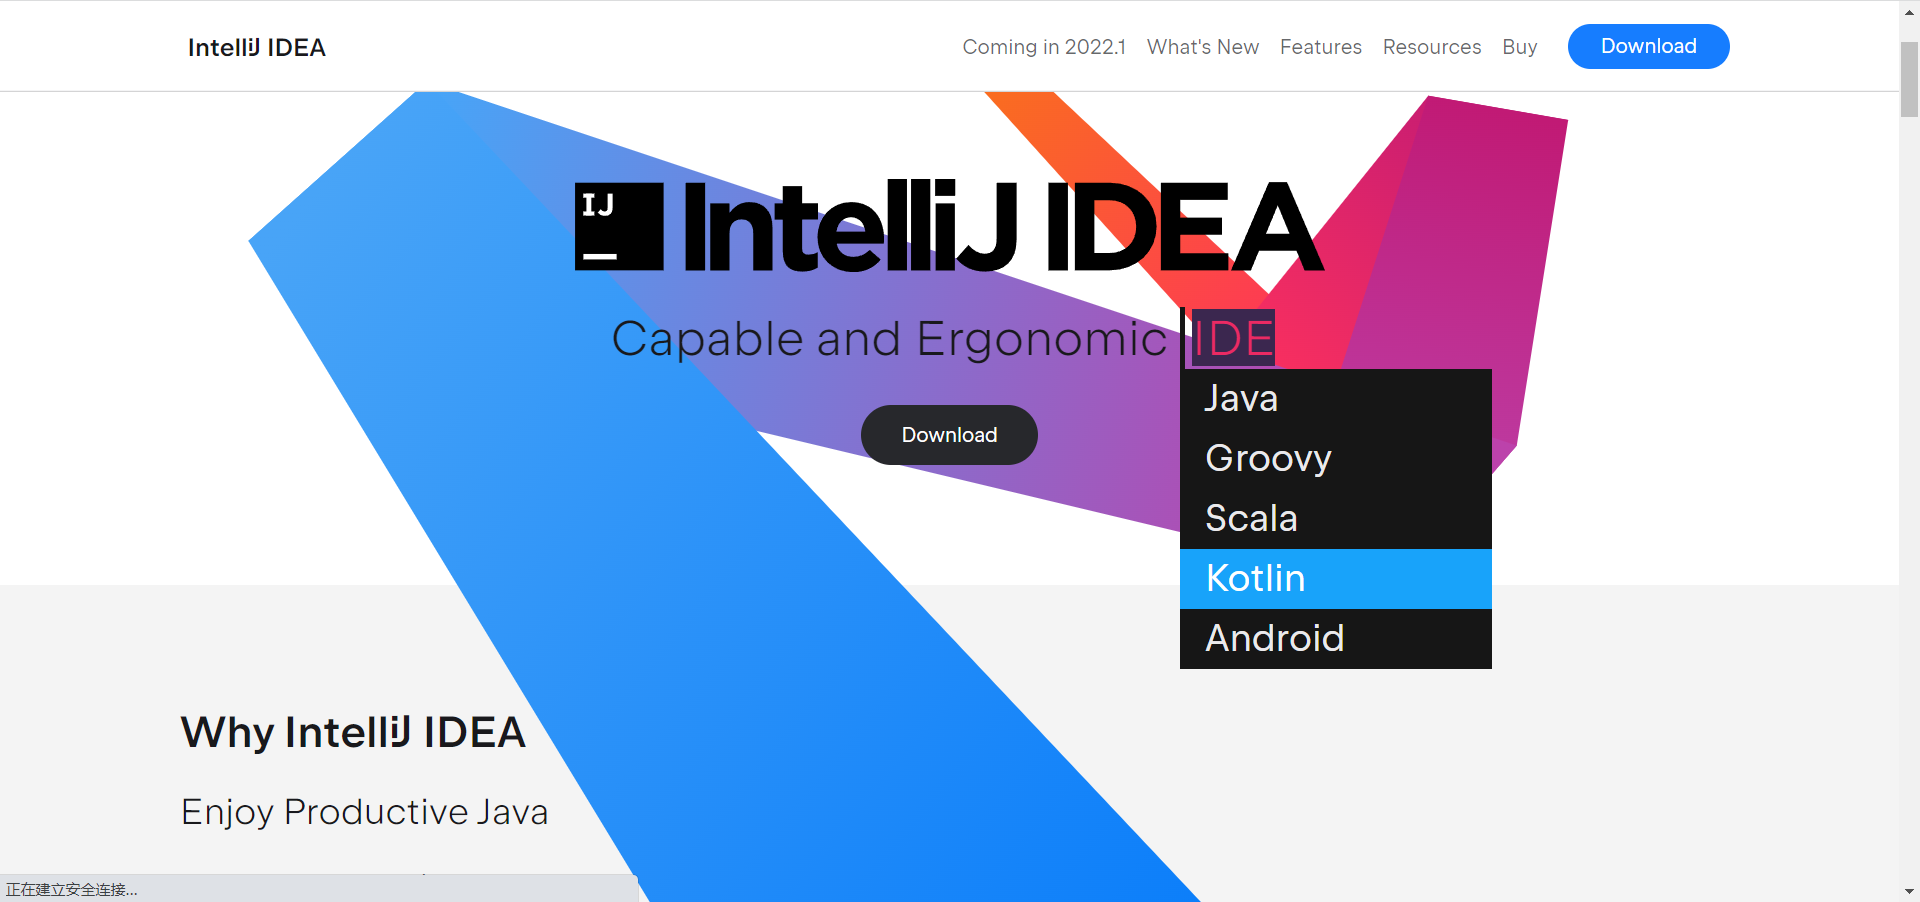 IntelliJ IDEA
Coming in 2022.1 What's New Features Resources Buy Download
IJ IntelliJ IDEA
Capable and Ergonomic IDE
Java
Download
Groovy
Scala
Kotlin
Android
Why IntelliJ IDEA
Enjoy Productive Java
正在建立安全连接...